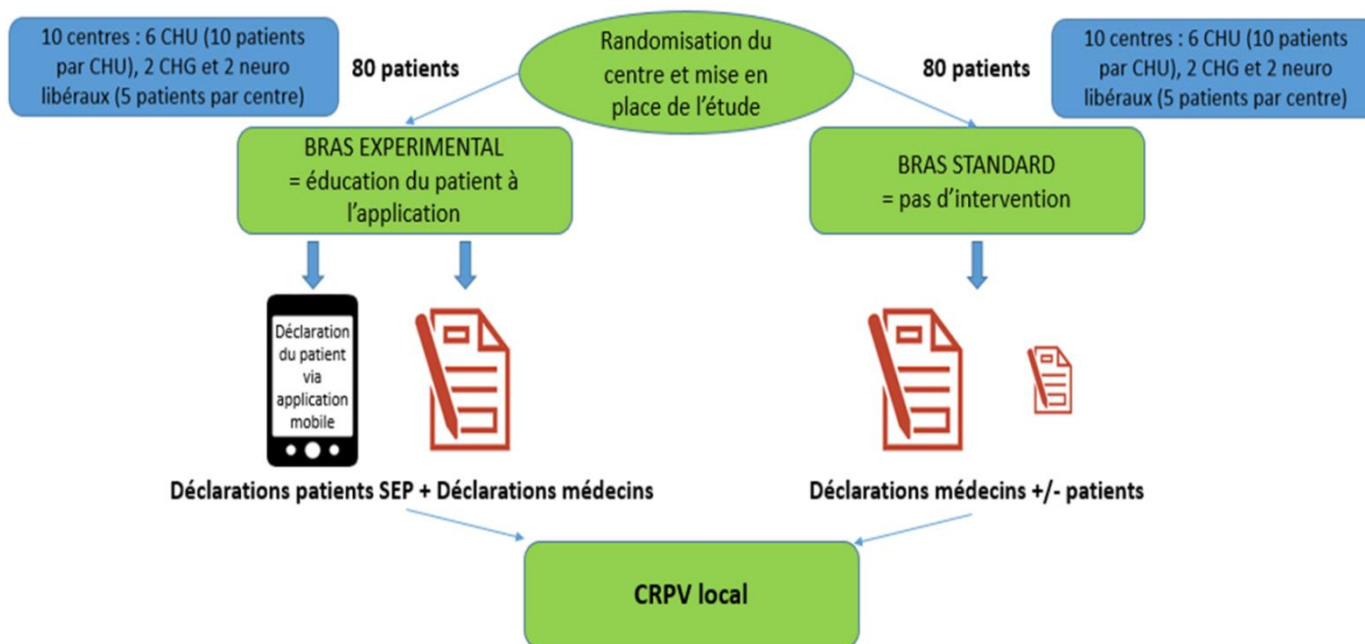 10 centres : 6 CHU (10 patients
par CHU), 2 CHG et 2 neuro
libéraux (5 patients par centre)
80 patients
Randomisation du
centre et mise en
place de l'étude
80 patients
10 centres : 6 CHU (10 patients
par CHU), 2 CHG et 2 neuro
libéraux (5 patients par centre)
BRAS EXPERIMENTAL
= éducation du patient à
l'application
BRAS STANDARD
= pas d'intervention
Déclaration
du patient
via
application
mobile
Déclarations patients SEP + Déclarations médecins
Déclarations médecins +/- patients
CRPV local